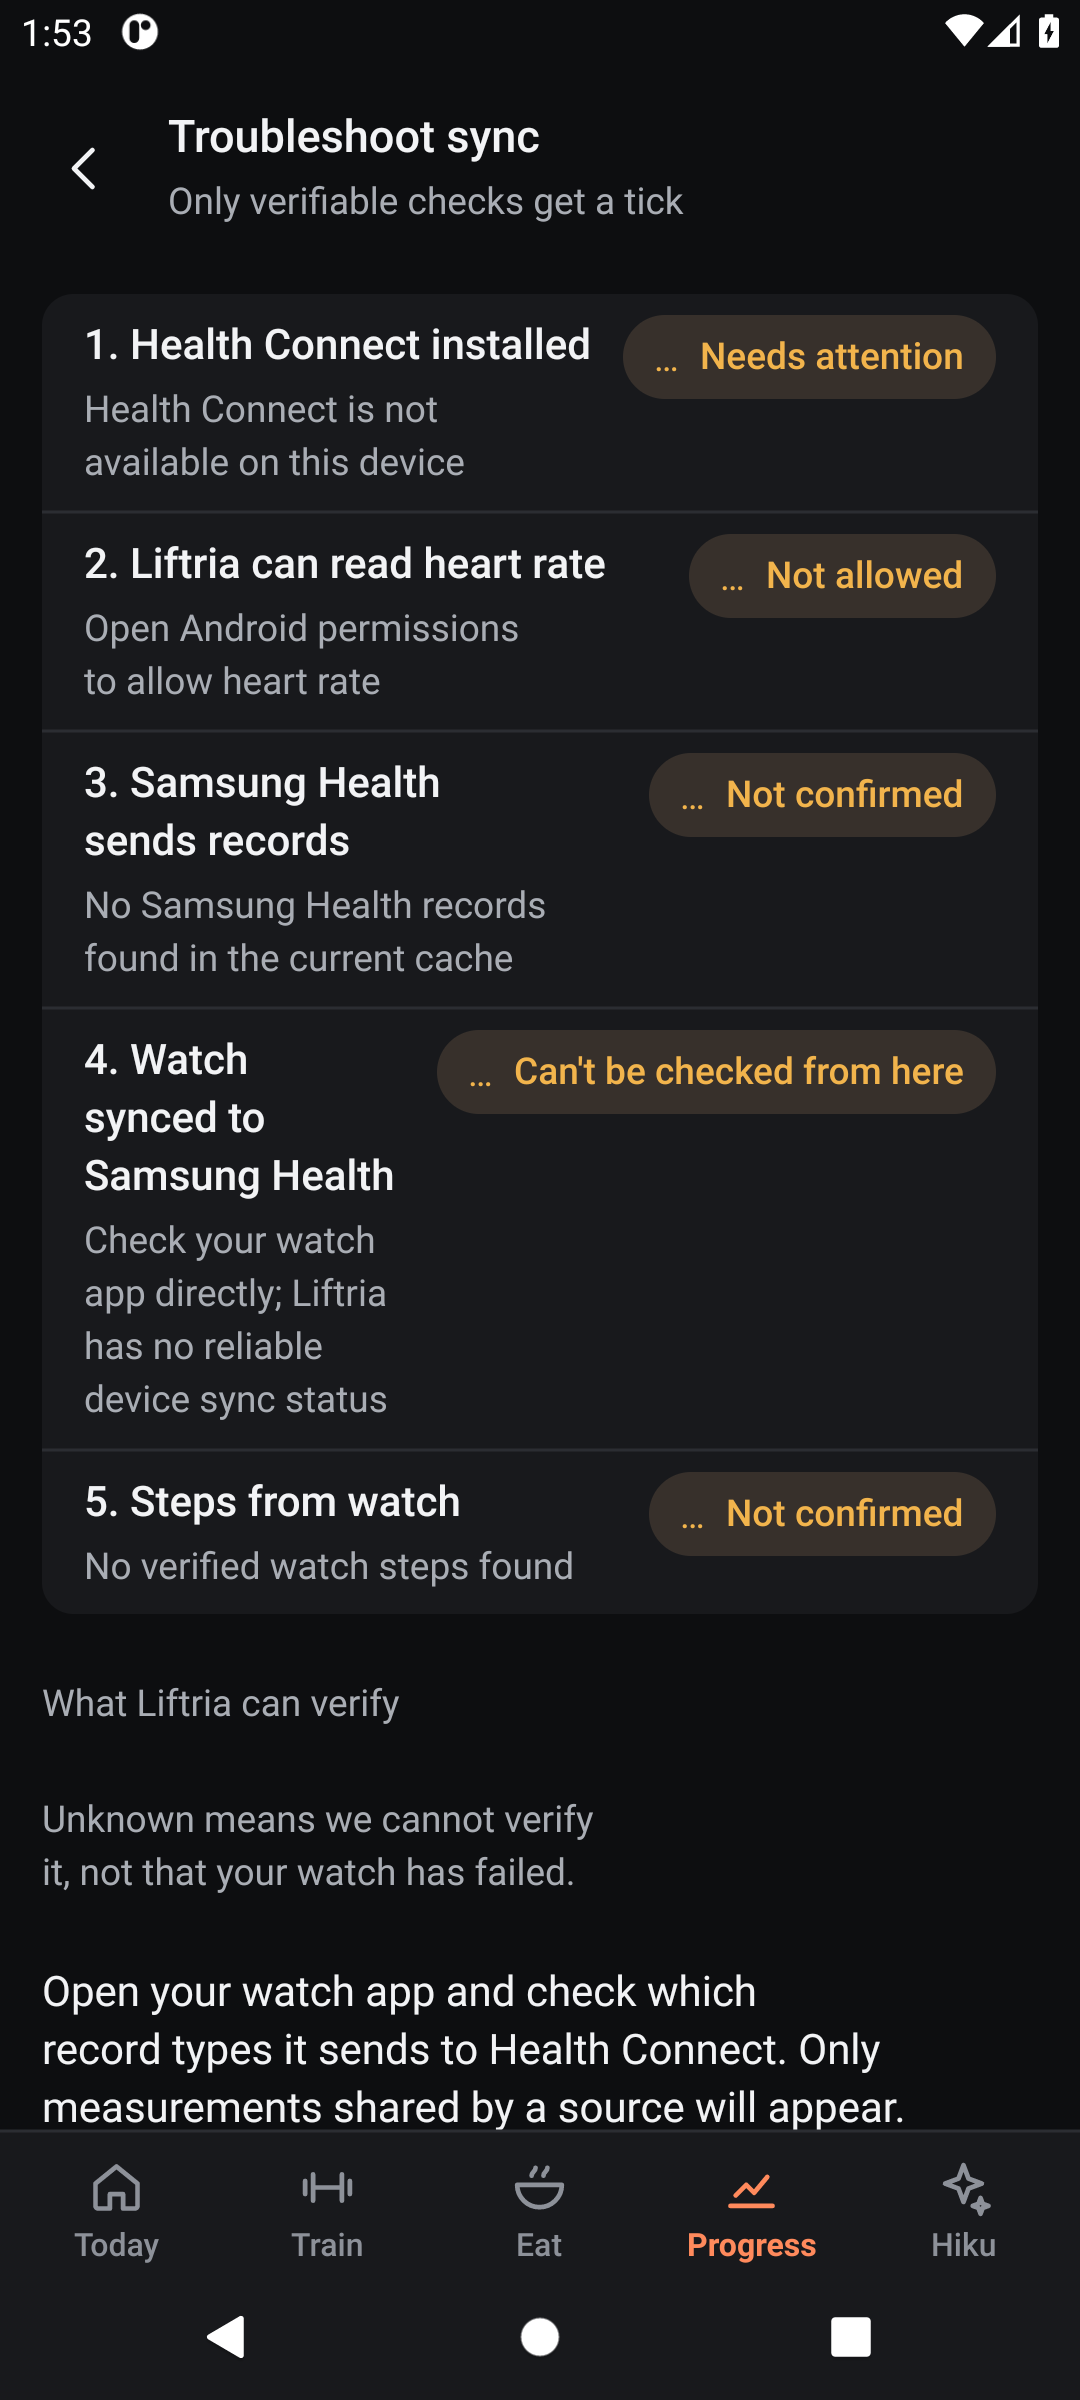 1:53
Troubleshoot sync
Only verifiable checks get a tick
1. Health Connect installed
... Needs attention
Health Connect is not
available on this device
2. Liftria can read heart rate
... Not allowed
Open Android permissions
to allow heart rate
3. Samsung Health
sends records
... Not confirmed
No Samsung Health records
found in the current cache
4. Watch
synced to
Samsung Health
... Can't be checked from here
Check your watch
app directly; Liftria
has no reliable
device sync status
5. Steps from watch
... Not confirmed
No verified watch steps found
What Liftria can verify
Unknown means we cannot verify
it, not that your watch has failed.
Open your watch app and check which
record types it sends to Health Connect. Only
measurements shared by a source will appear.
Today
Train
Eat
Progress
Hiku